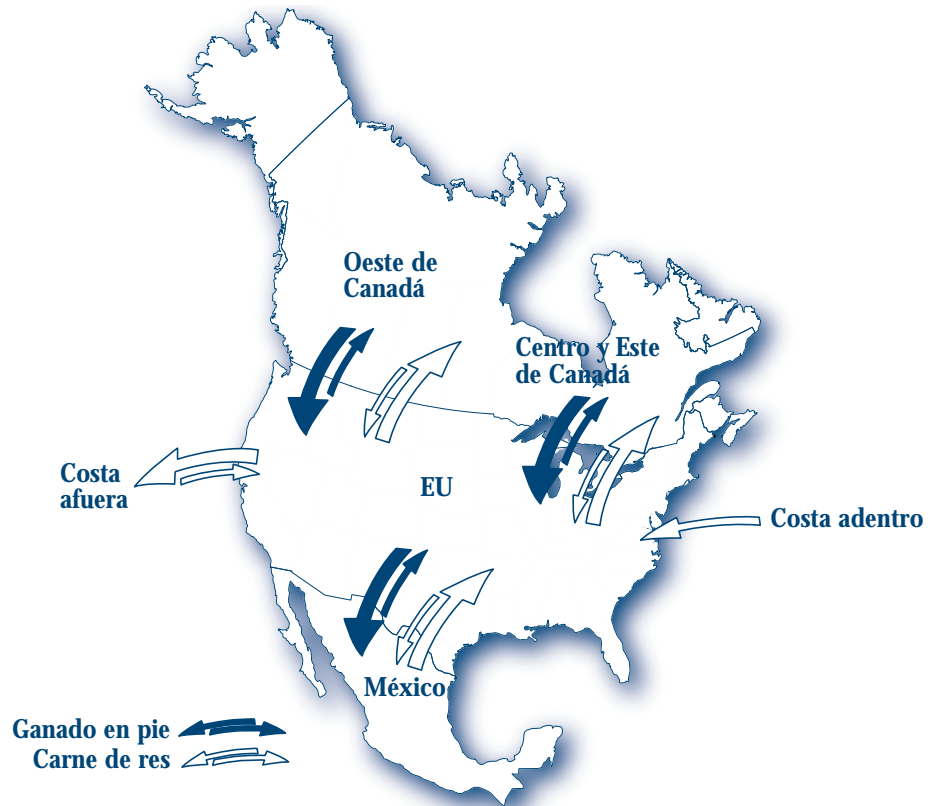 Oeste de
Canadá
Centro y Este
de Canadá
Costa
afuera
EU
Costa adentro
México
Ganado en pie
Carne de res